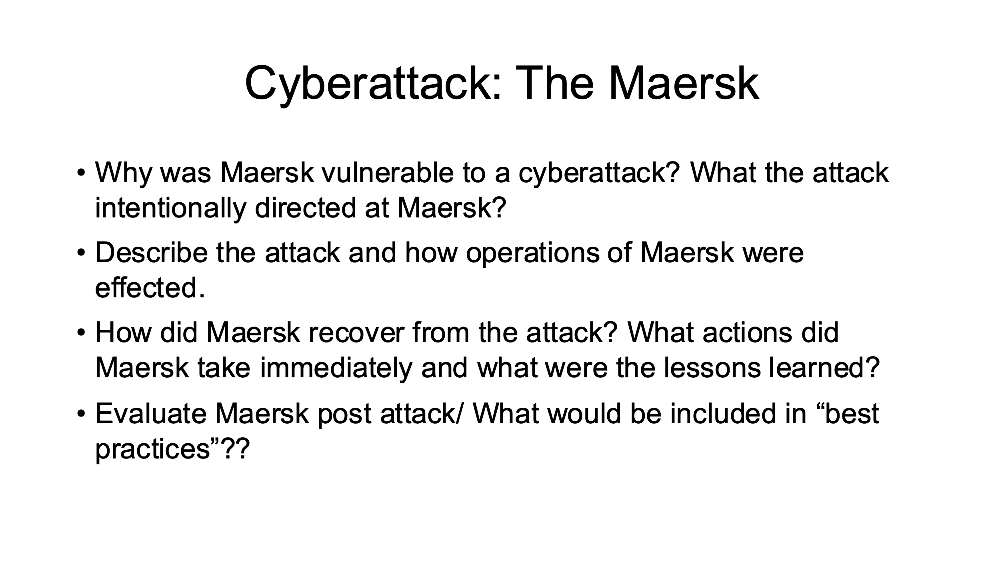 Cyberattack: The Maersk
• Why was Maersk vulnerable to a cyberattack? What the attack
intentionally directed at Maersk?
• Describe the attack and how operations of Maersk were
effected.
• How did Maersk recover from the attack? What actions did
Maersk take immediately and what were the lessons learned?
• Evaluate Maersk post attack/ What would be included in “best
practices”??